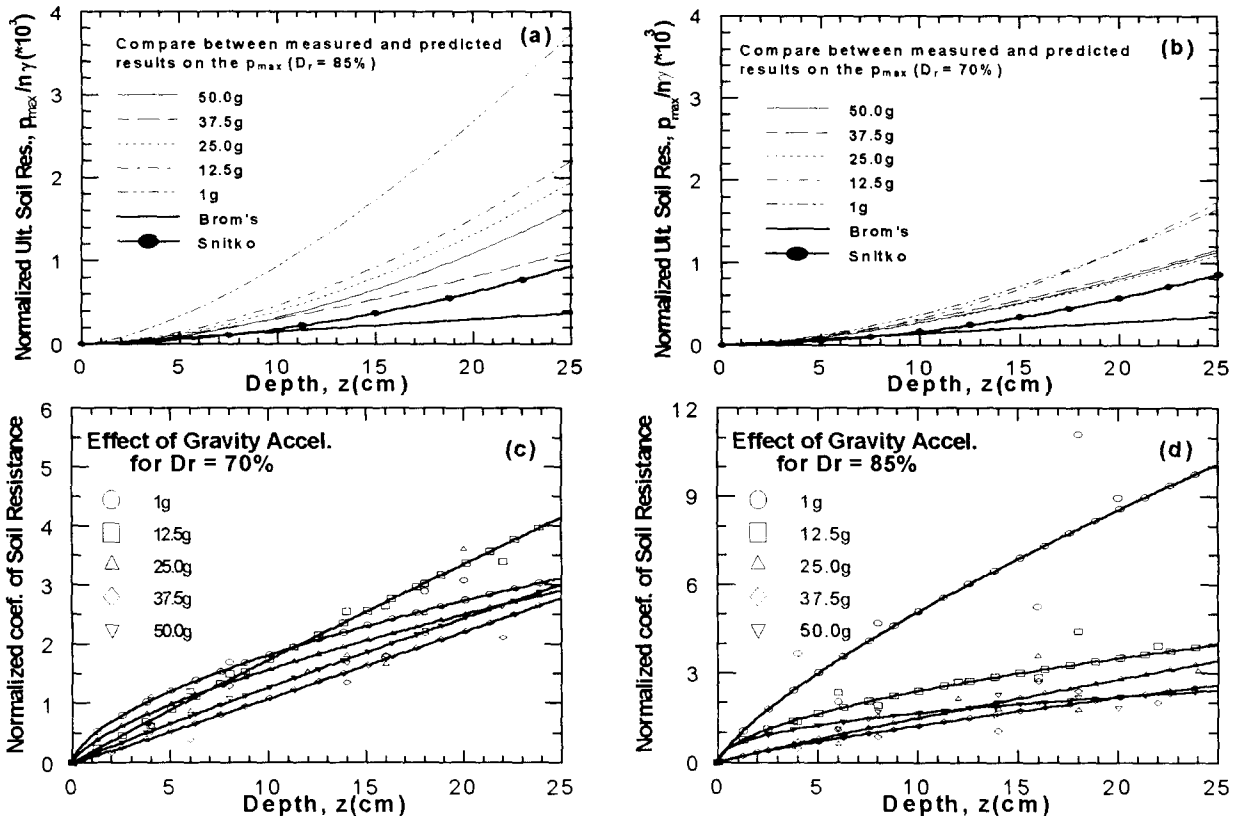 Normalized Ult. Soil Res., p_max/nγ (*10³)
4
3
2
1
0
(a)
Compare between measured and predicted
results on the p_max (D_r = 85%)
50.0g
37.5g
25.0g
12.5g
1g
Brom's
Snitko
0 5 10 15 20 25
Depth, z(cm)
Normalized Ult. Soil Res., p_max/nγ (*10³)
4
3
2
1
0
(b)
Compare between measured and predicted
results on the p_max (D_r = 70%)
50.0g
37.5g
25.0g
12.5g
1g
Brom's
Snitko
0 5 10 15 20 25
Depth, z(cm)
Normalized coef. of Soil Resistance
6
5
4
3
2
1
0
Effect of Gravity Accel.
for Dr = 70%
(c)
1g
12.5g
25.0g
37.5g
50.0g
0 5 10 15 20 25
Depth, z(cm)
Normalized coef. of Soil Resistance
12
9
6
3
0
Effect of Gravity Accel.
for Dr = 85%
(d)
1g
12.5g
25.0g
37.5g
50.0g
0 5 10 15 20 25
Depth, z(cm)